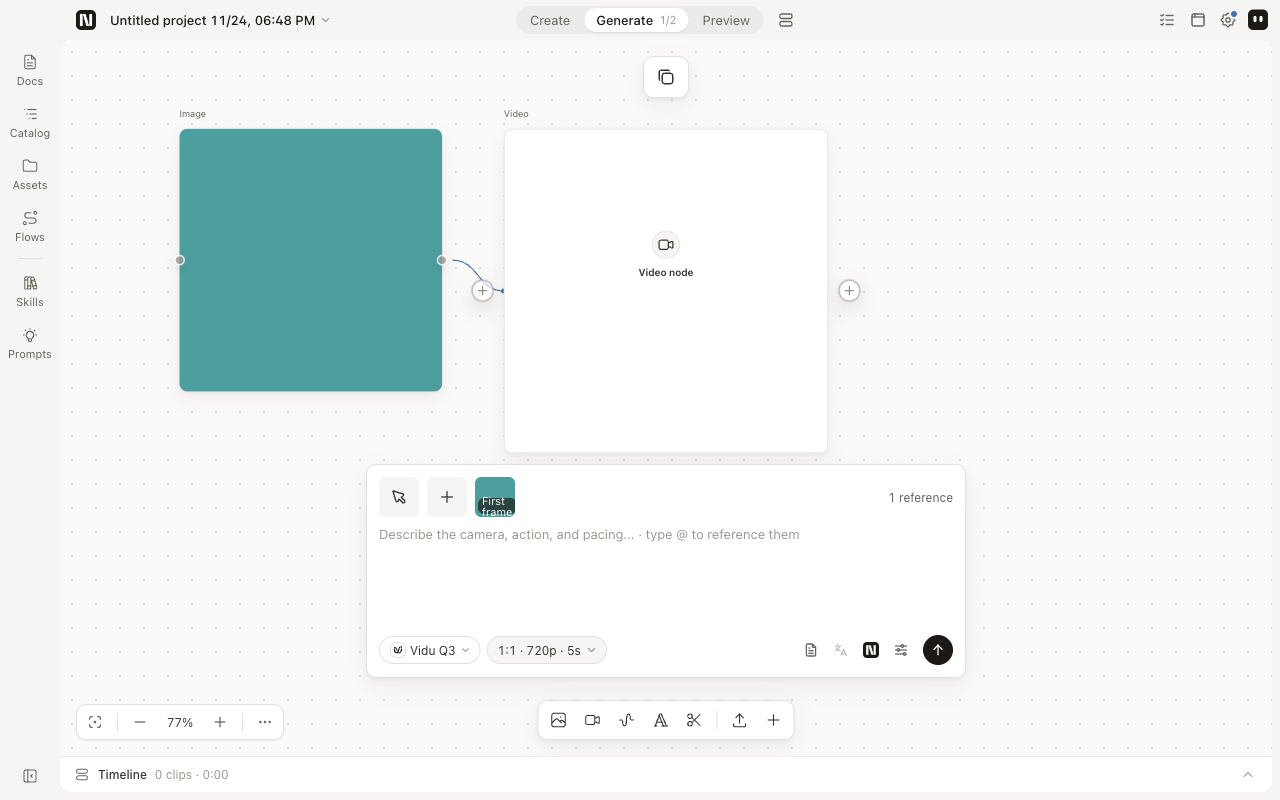 Untitled project 11/24, 06:48 PM
Create
Generate 1/2
Preview
Docs
Catalog
Assets
Flows
Skills
Prompts
Image
Video
Video node
First frame
1 reference
Describe the camera, action, and pacing... · type @ to reference them
Vidu Q3
1:1 · 720p · 5s
77%
Timeline 0 clips · 0:00